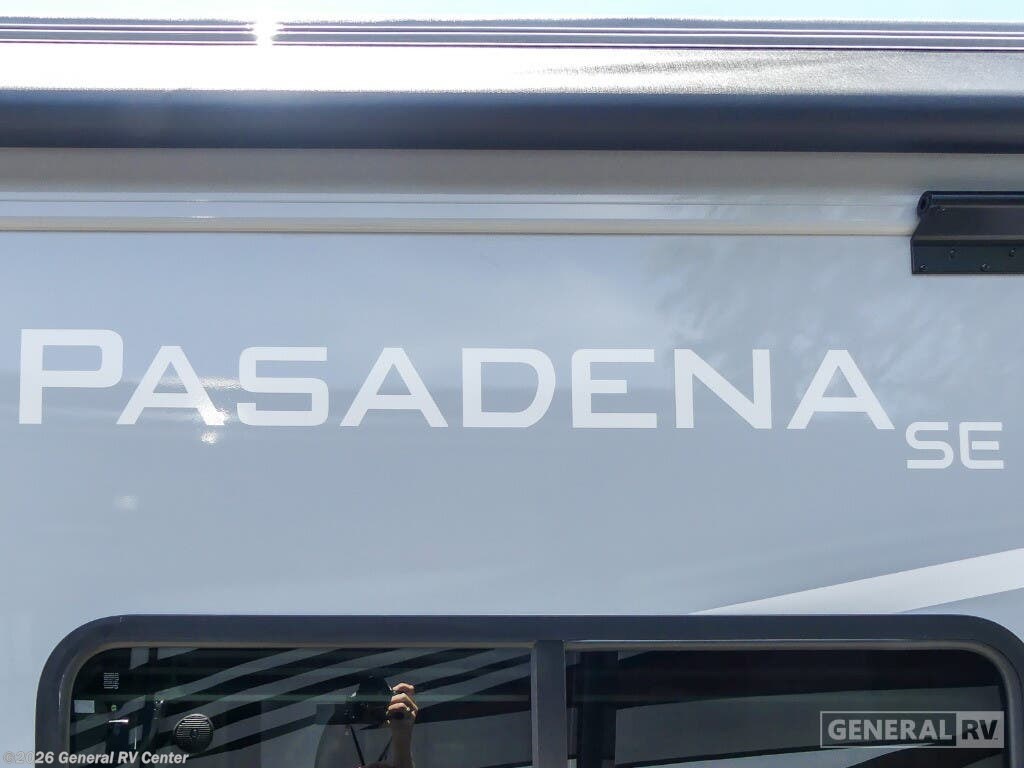 PASADENA SE
GENERAL RV
©2026 General RV Center